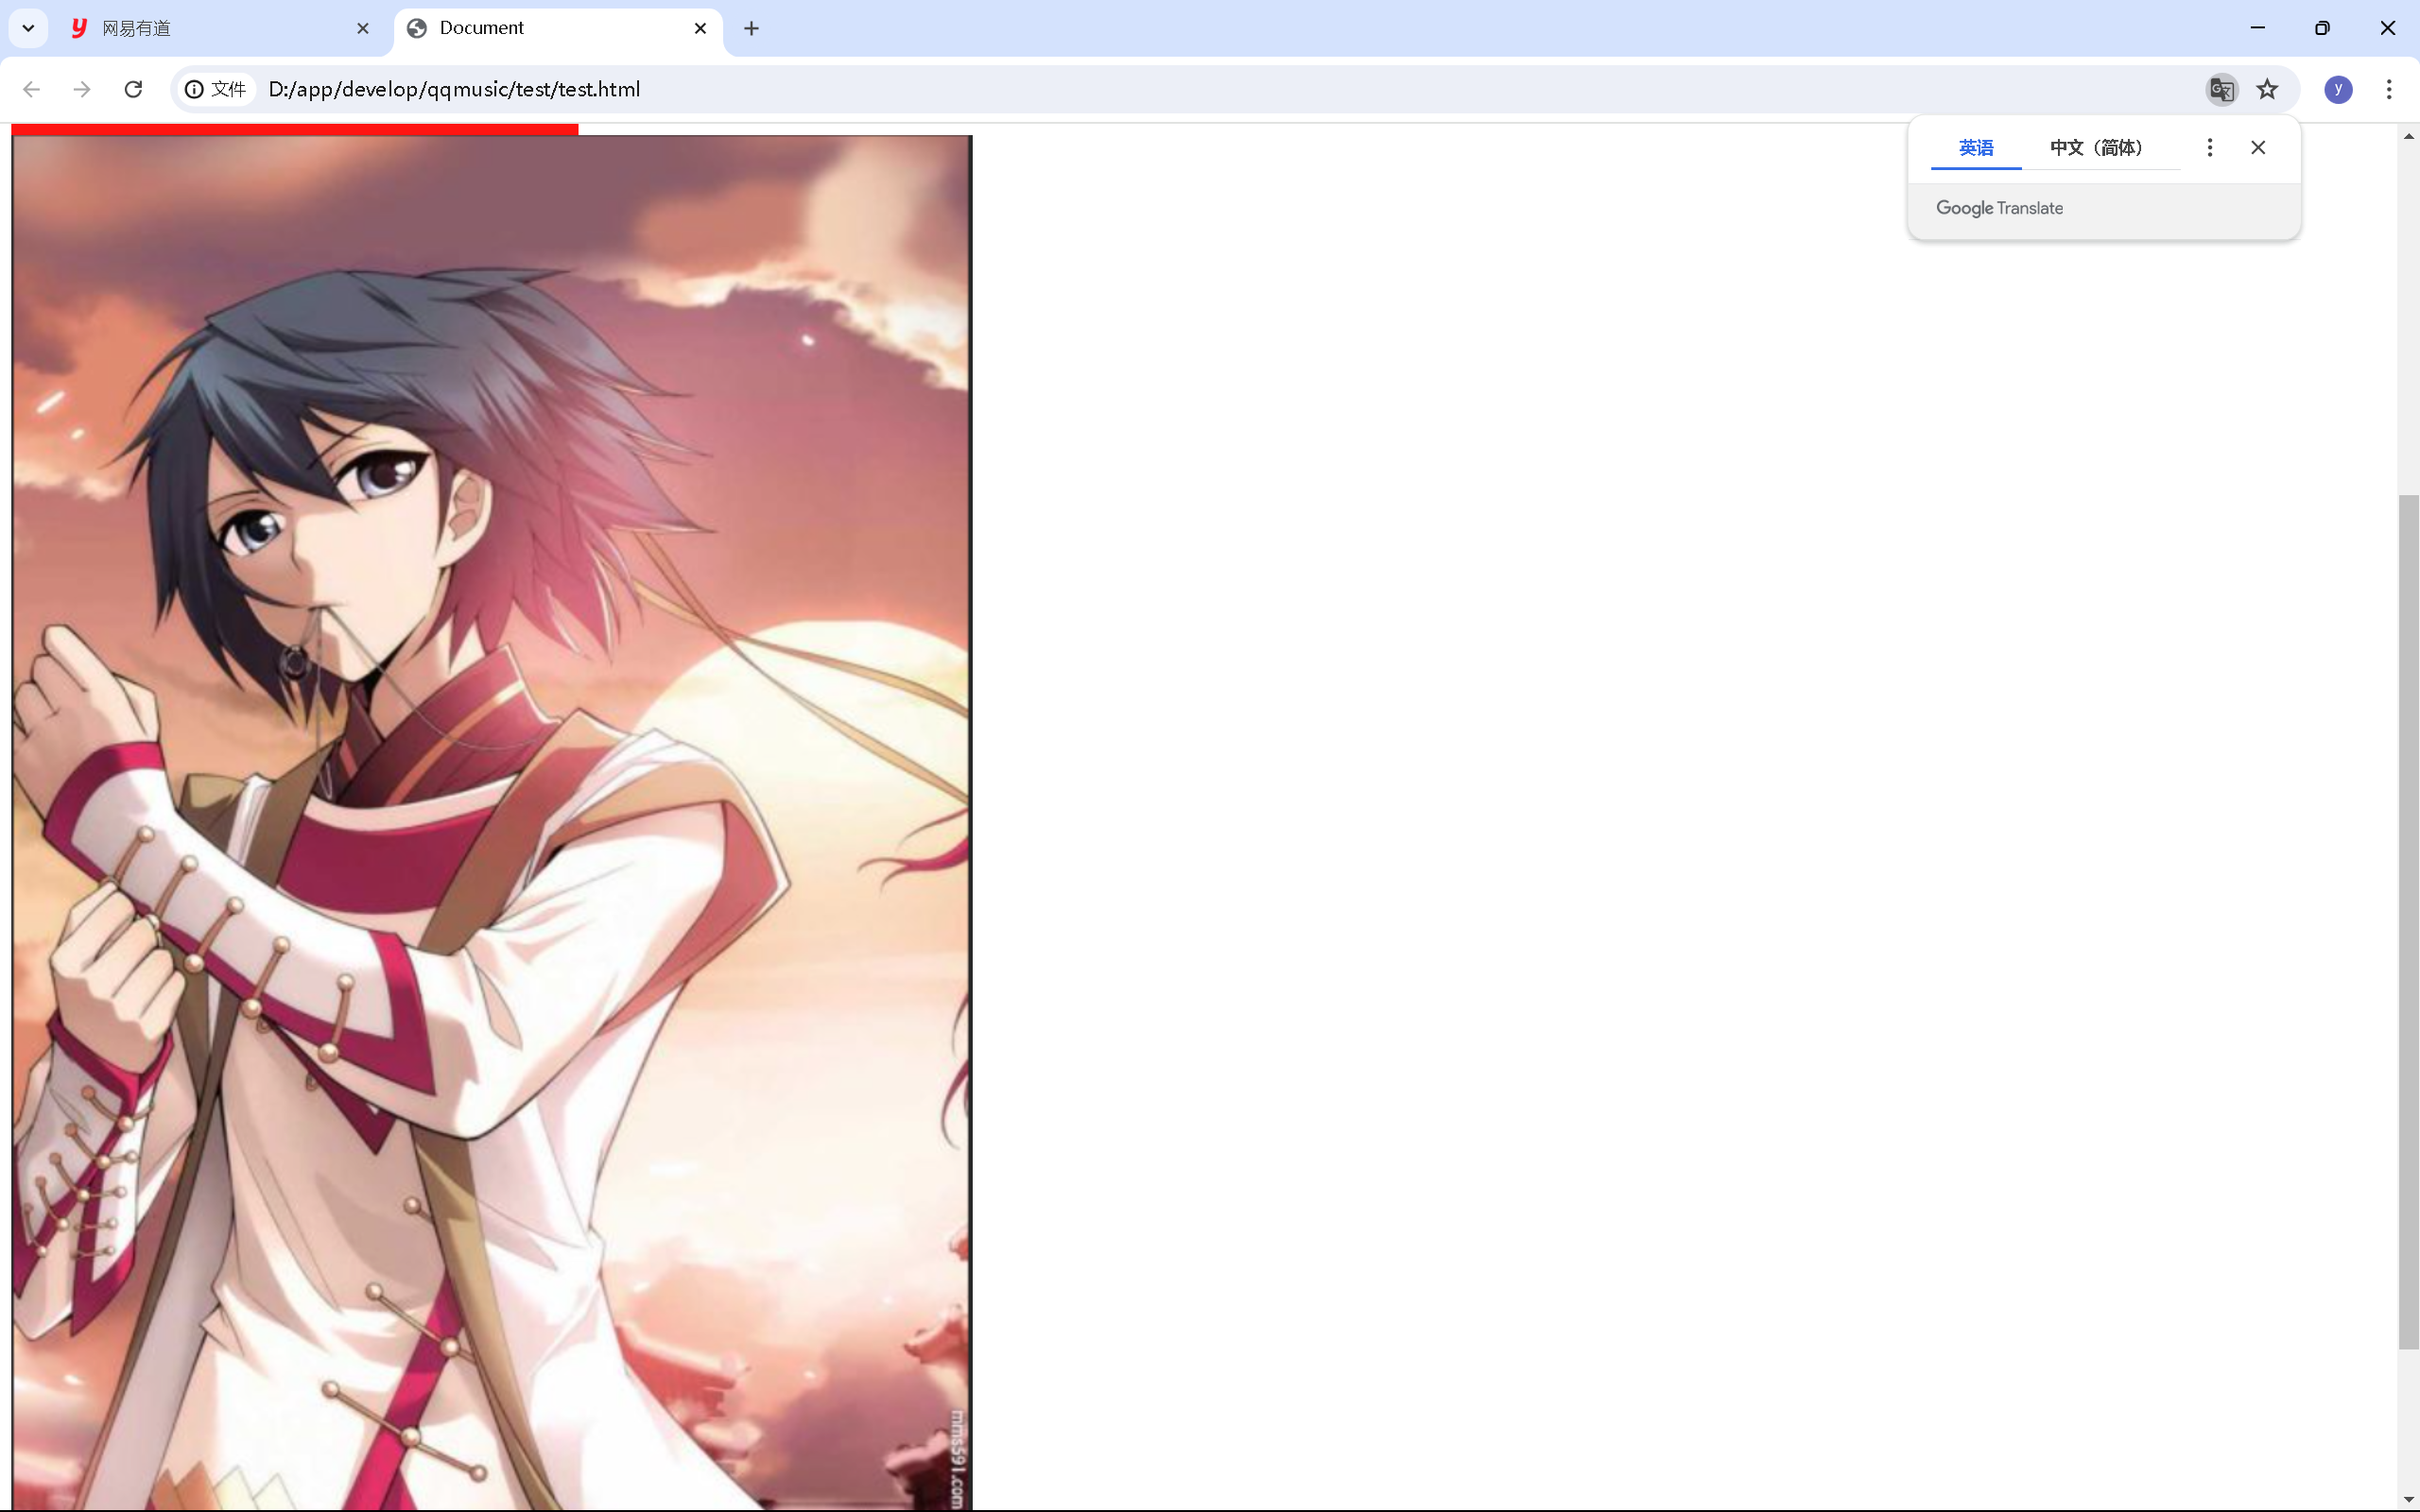 网易有道
Document
文件
D:/app/develop/qqmusic/test/test.html
y
英语
中文（简体）
Google Translate
mms591.com